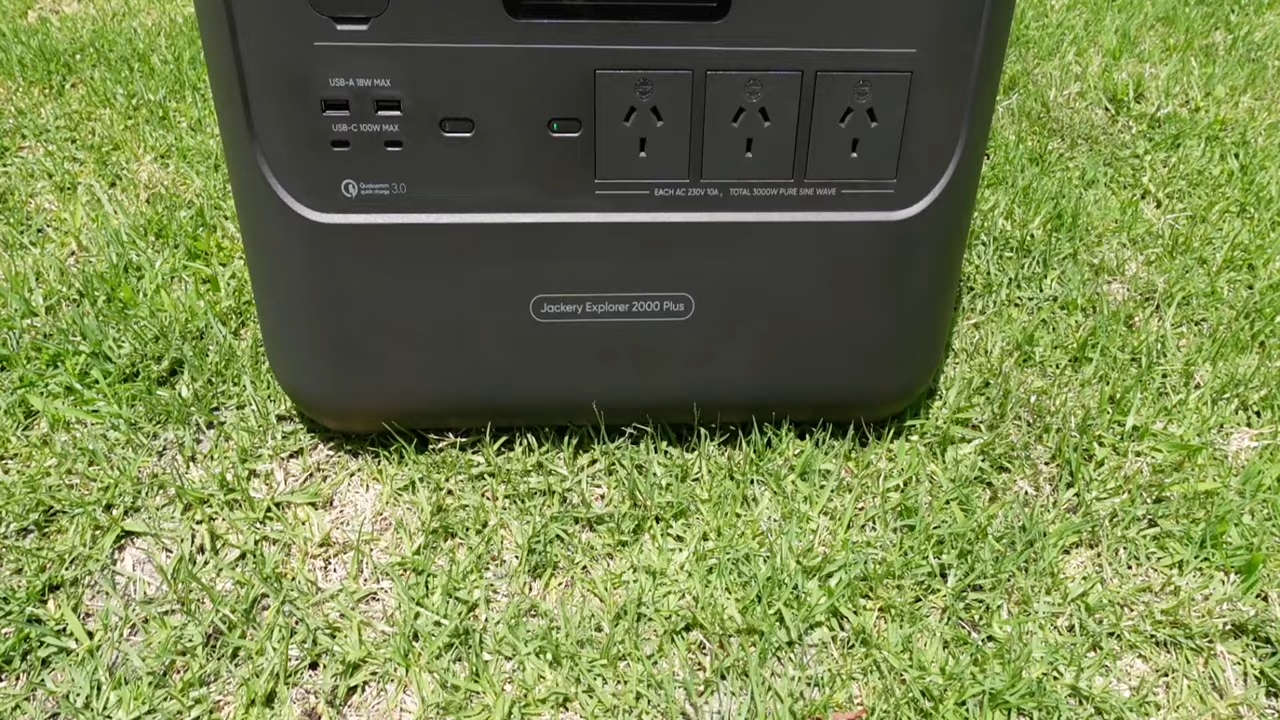 USB-A 18W MAX
USB-C 100W MAX
Qualcomm
quick charge 3.0
EACH AC 230V 10A, TOTAL 3000W PURE SINE WAVE
Jackery Explorer 2000 Plus